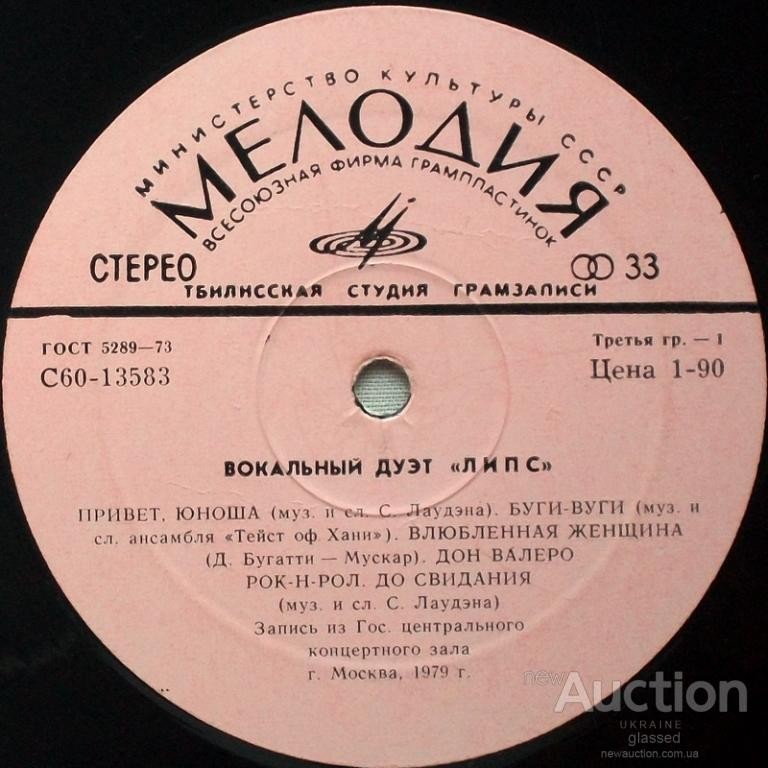 МИНИСТЕРСТВО КУЛЬТУРЫ СССР
МЕЛОДИЯ
ВСЕСОЮЗНАЯ ФИРМА ГРАМПЛАСТИНОК
СТЕРЕО 33
ТБИЛИССКАЯ СТУДИЯ ГРАМЗАПИСИ
ГОСТ 5289—73 Третья гр. — 1
С60-13583 Цена 1-90
ВОКАЛЬНЫЙ ДУЭТ «ЛИПС»
ПРИВЕТ, ЮНОША (муз. и сл. С. Лаудэна). БУГИ-ВУГИ (муз. и
сл. ансамбля «Тейст оф Хани»). ВЛЮБЛЕННАЯ ЖЕНЩИНА
(Д. Бугатти — Мускар). ДОН ВАЛЕРО
РОК-Н-РОЛ. ДО СВИДАНИЯ
(муз. и сл. С. Лаудэна)
Запись из Гос. центрального
концертного зала
г. Москва, 1979 г.
newAuction
UKRAINE
glassed
newauction.com.ua